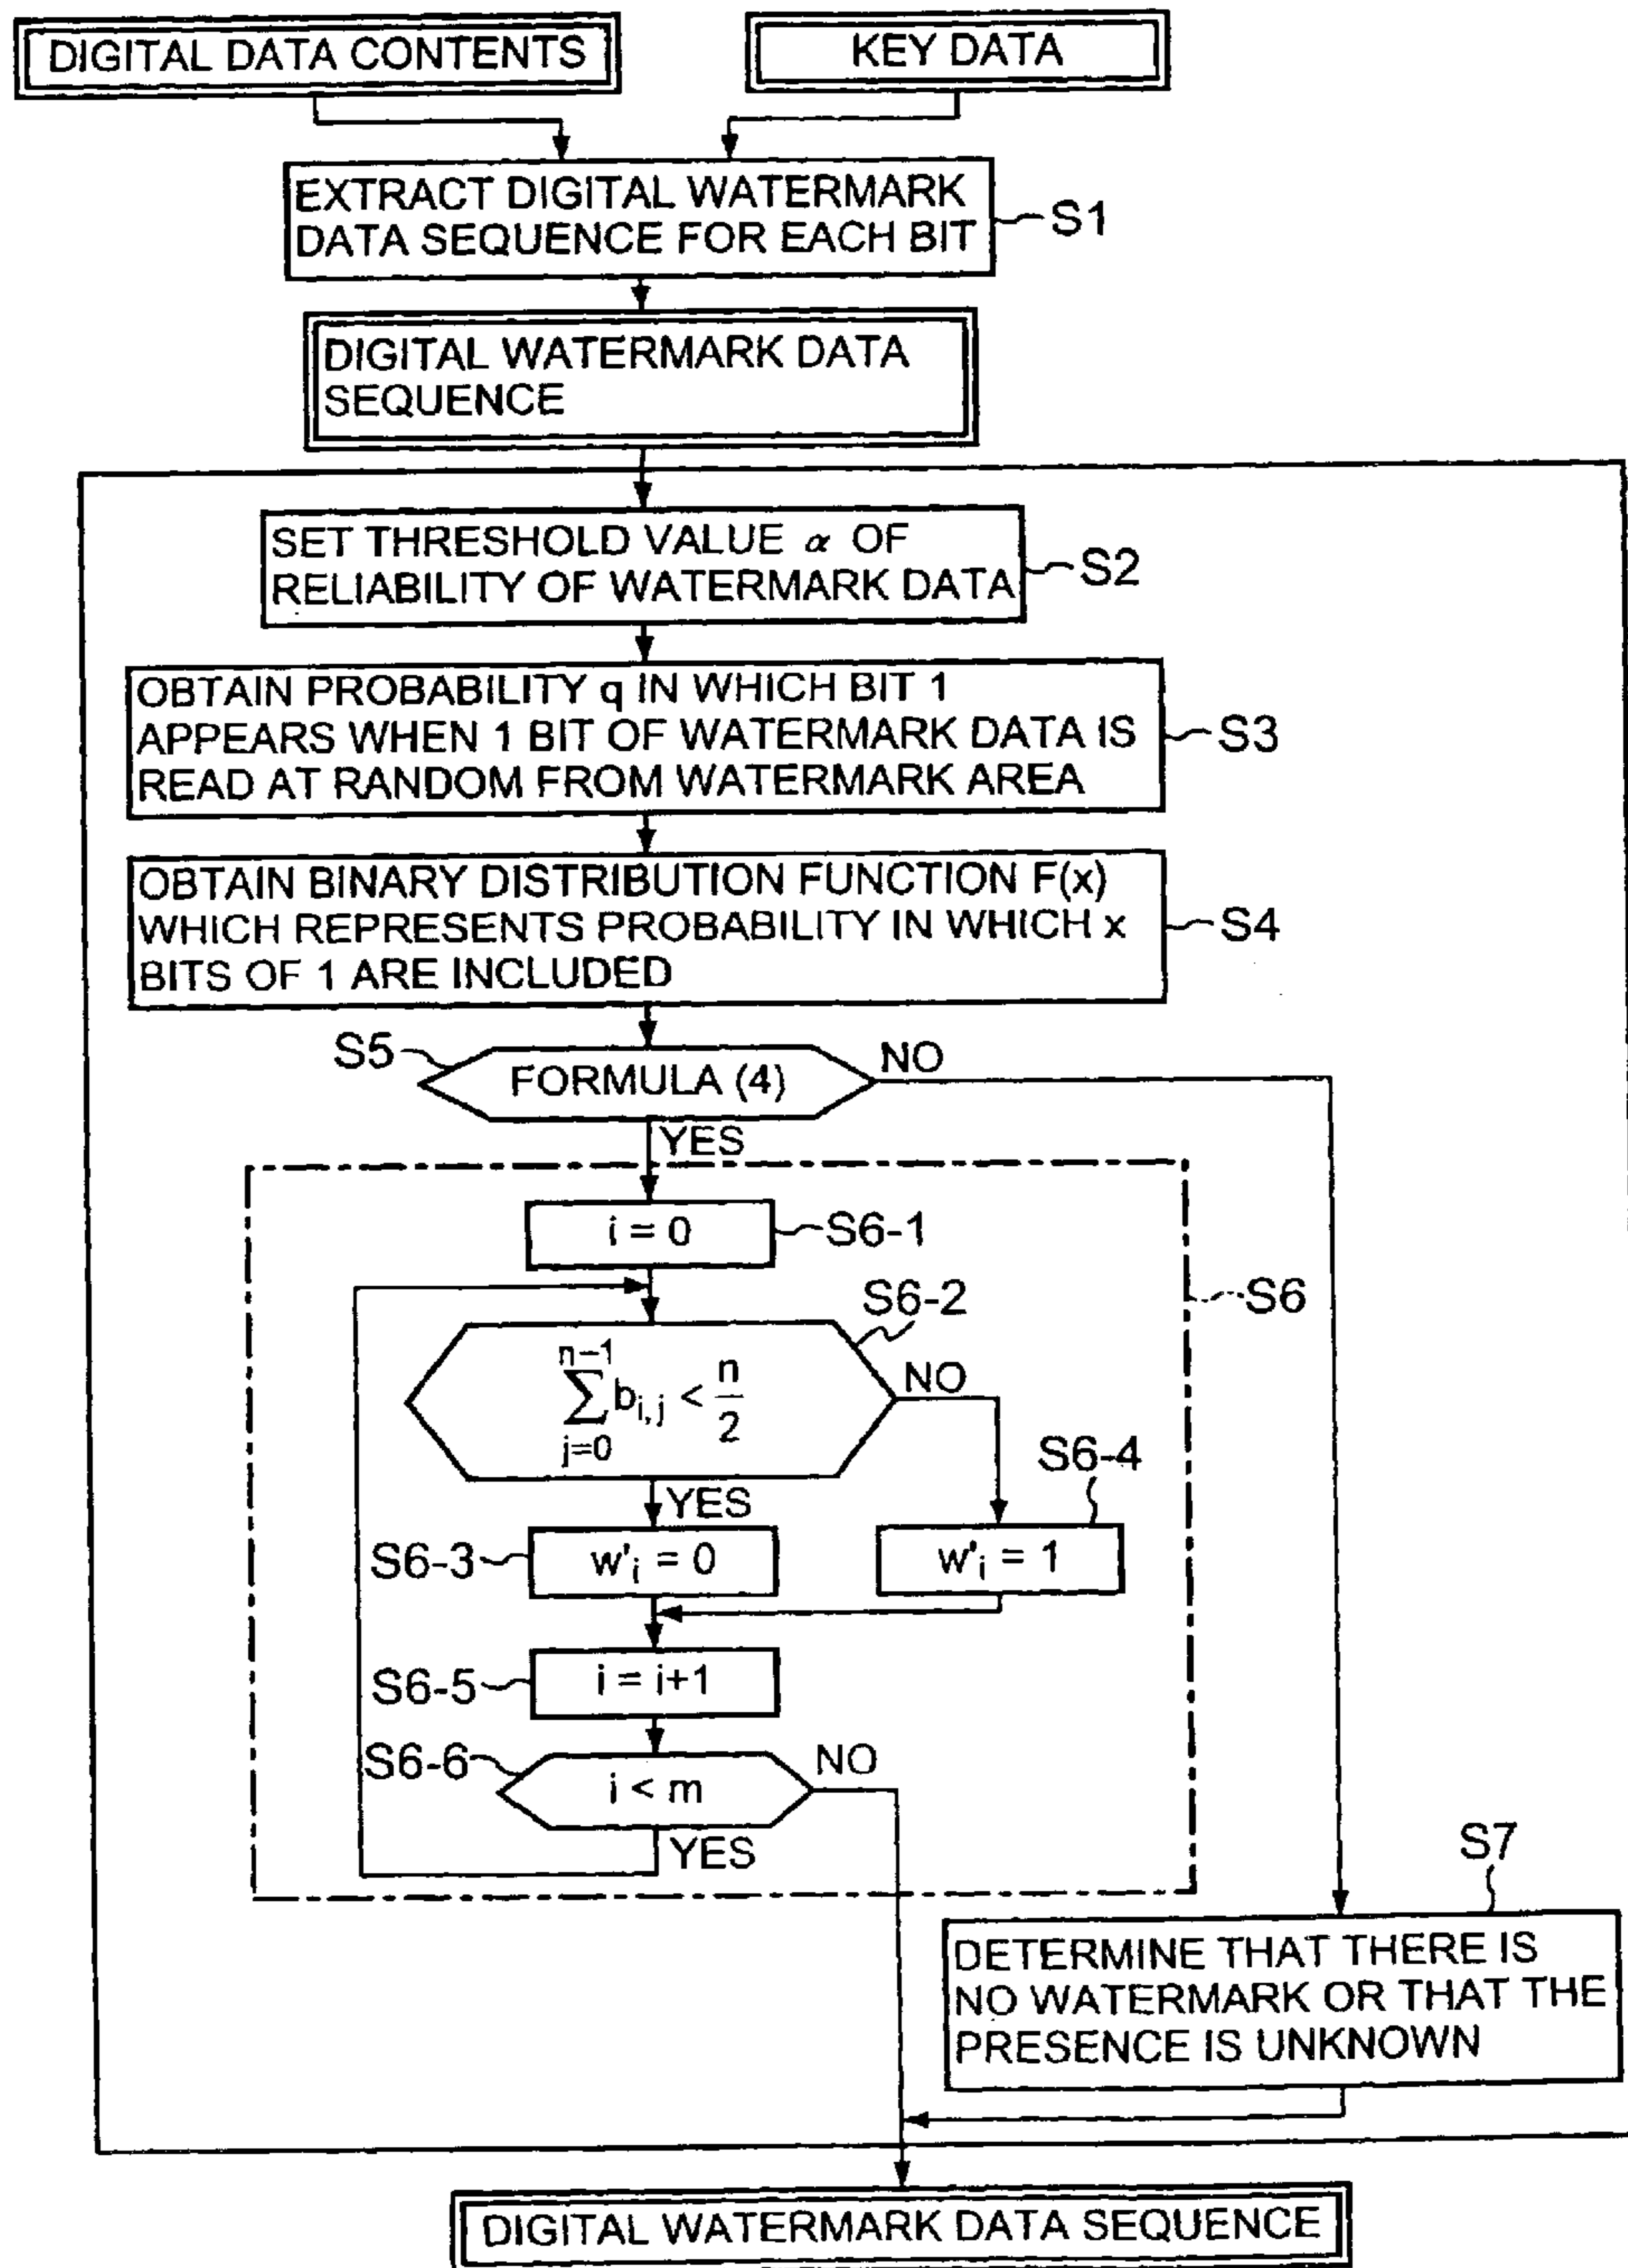 DIGITAL DATA CONTENTS
KEY DATA
EXTRACT DIGITAL WATERMARK
DATA SEQUENCE FOR EACH BIT
S1
DIGITAL WATERMARK DATA
SEQUENCE
SET THRESHOLD VALUE α OF
RELIABILITY OF WATERMARK DATA
S2
OBTAIN PROBABILITY q IN WHICH BIT 1
APPEARS WHEN 1 BIT OF WATERMARK DATA IS
READ AT RANDOM FROM WATERMARK AREA
S3
OBTAIN BINARY DISTRIBUTION FUNCTION F(x)
WHICH REPRESENTS PROBABILITY IN WHICH x
BITS OF 1 ARE INCLUDED
S4
S5
FORMULA (4)
NO
YES
i = 0
S6-1
S6
S6-2
\sum_{j=0}^{n-1} b_{i,j} < \frac{n}{2}
NO
YES
S6-4
S6-3
w'_i = 0
w'_i = 1
S6-5
i = i+1
S6-6
i < m
NO
YES
S7
DETERMINE THAT THERE IS
NO WATERMARK OR THAT THE
PRESENCE IS UNKNOWN
DIGITAL WATERMARK DATA SEQUENCE